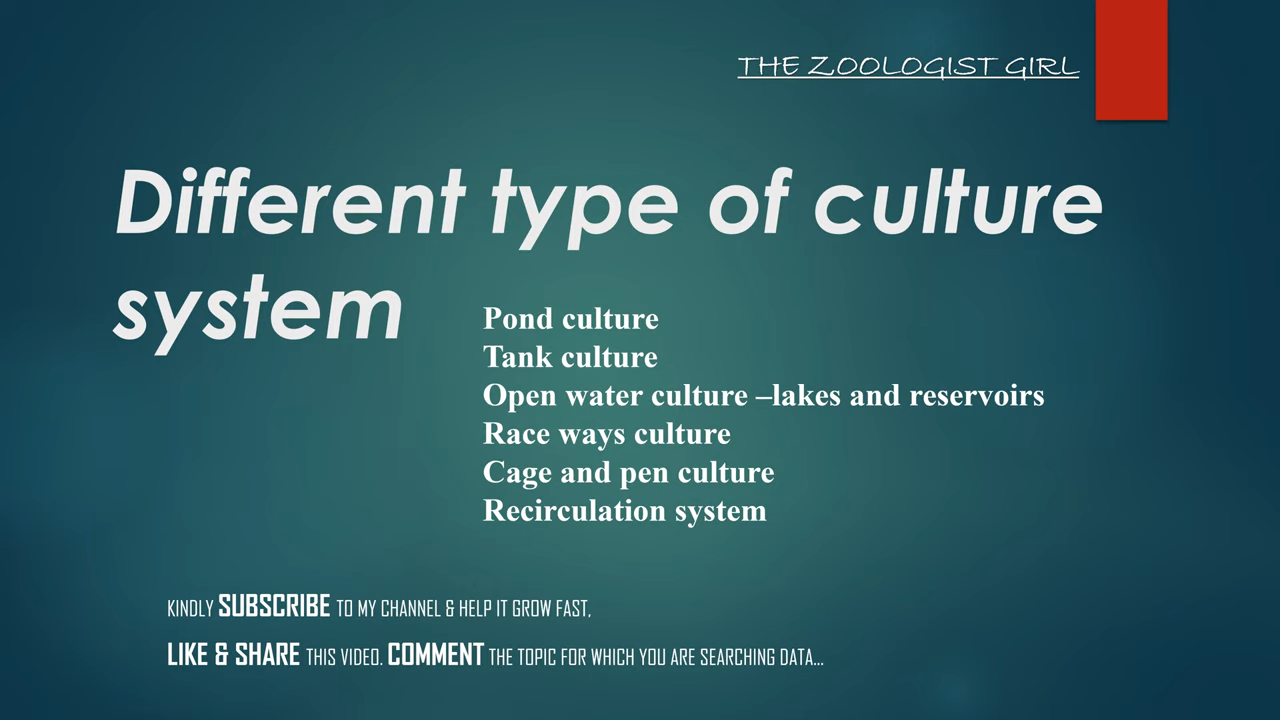 THE ZOOLOGIST GIRL
Different type of culture
system
Pond culture
Tank culture
Open water culture –lakes and reservoirs
Race ways culture
Cage and pen culture
Recirculation system
KINDLY SUBSCRIBE TO MY CHANNEL & HELP IT GROW FAST,
LIKE & SHARE THIS VIDEO. COMMENT THE TOPIC FOR WHICH YOU ARE SEARCHING DATA...